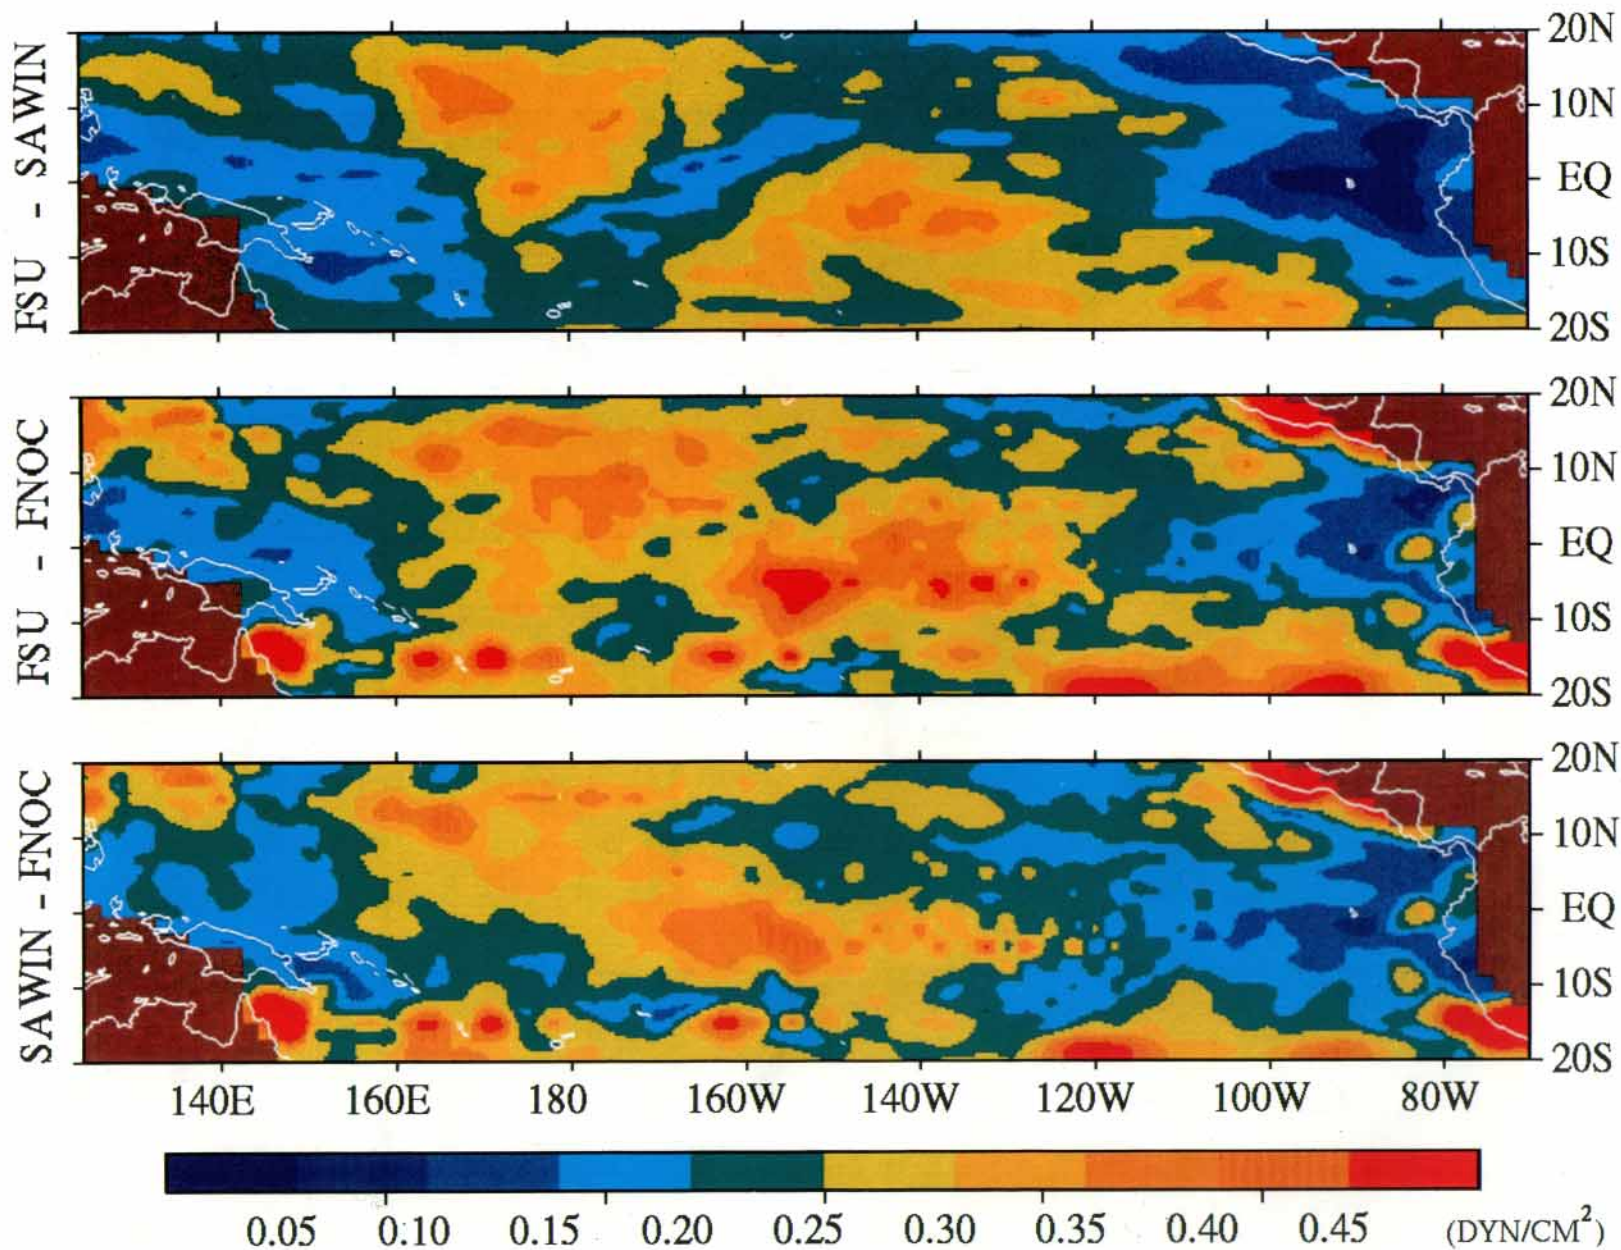 FSU - SAWIN
20N
10N
EQ
10S
20S
FSU - FNOC
20N
10N
EQ
10S
20S
SAWIN - FNOC
20N
10N
EQ
10S
20S
140E 160E 180 160W 140W 120W 100W 80W
0.05 0.10 0.15 0.20 0.25 0.30 0.35 0.40 0.45 (DYN/CM²)